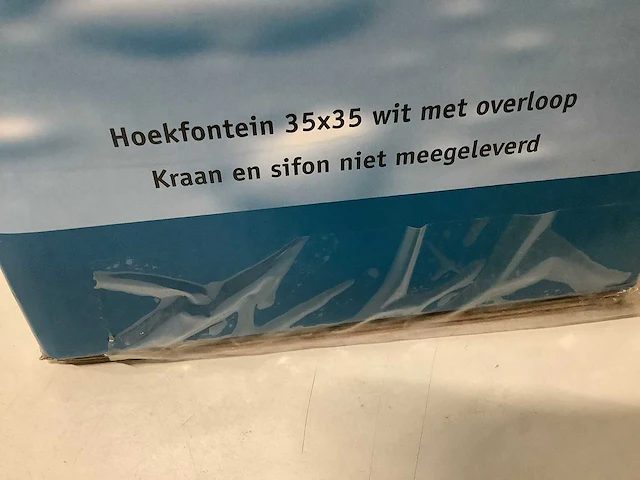 Hoekfontein 35x35 wit met overloop
Kraan en sifon niet meegeleverd